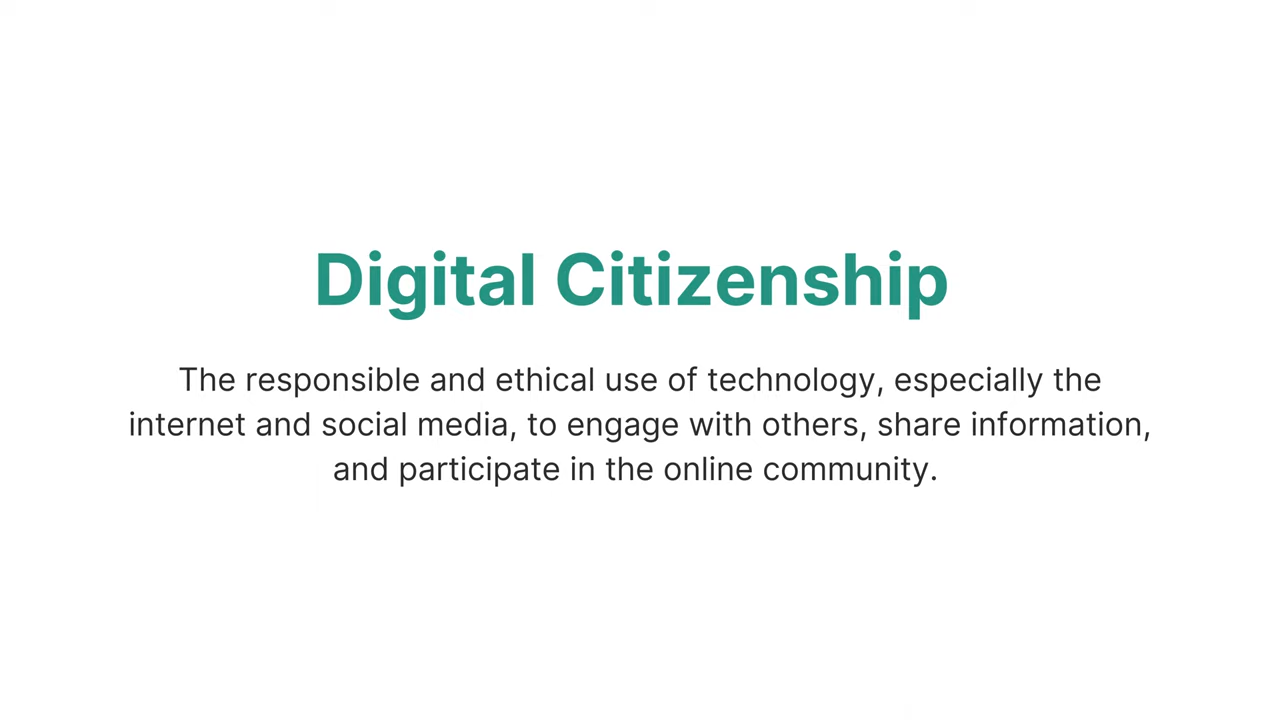 Digital Citizenship
The responsible and ethical use of technology, especially the
internet and social media, to engage with others, share information,
and participate in the online community.